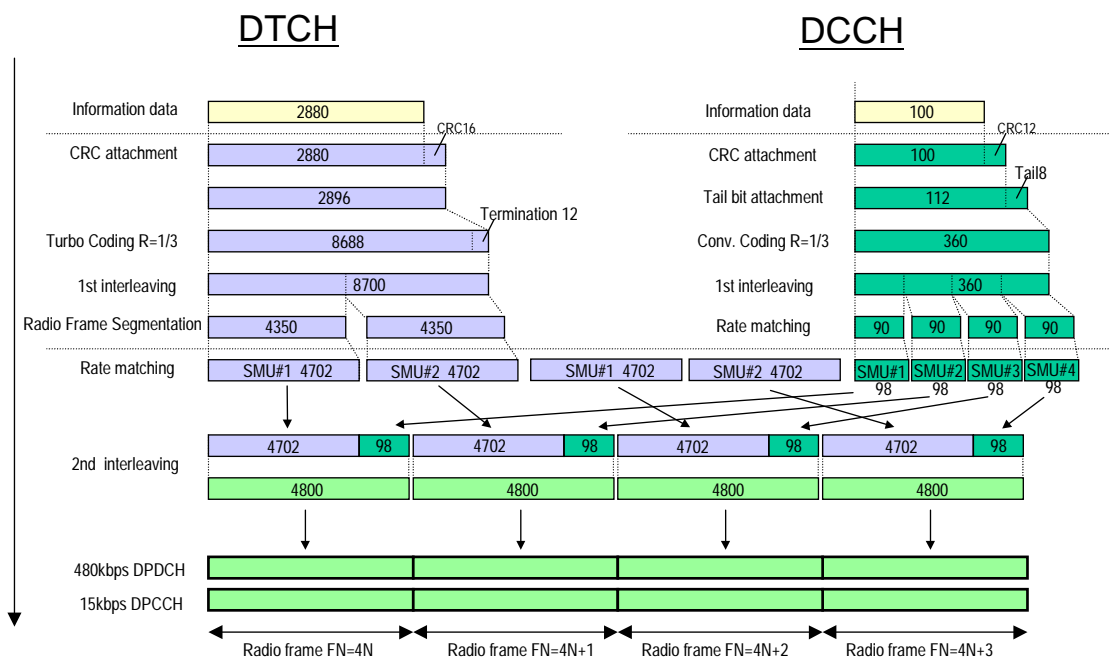 DTCH DCCH
Information data 2880 Information data 100
CRC16 CRC12
CRC attachment 2880 CRC attachment 100
Tail8
2896 Tail bit attachment 112
Termination 12
Turbo Coding R=1/3 8688 Conv. Coding R=1/3 360
1st interleaving 8700 1st interleaving 360
Radio Frame Segmentation 4350 4350 Rate matching 90 90 90 90
Rate matching SMU#1 4702 SMU#2 4702 SMU#1 4702 SMU#2 4702 SMU#1 SMU#2 SMU#3 SMU#4
98 98 98 98
4702 98 4702 98 4702 98 4702 98
2nd interleaving
4800 4800 4800 4800
480kbps DPDCH
15kbps DPCCH
Radio frame FN=4N Radio frame FN=4N+1 Radio frame FN=4N+2 Radio frame FN=4N+3